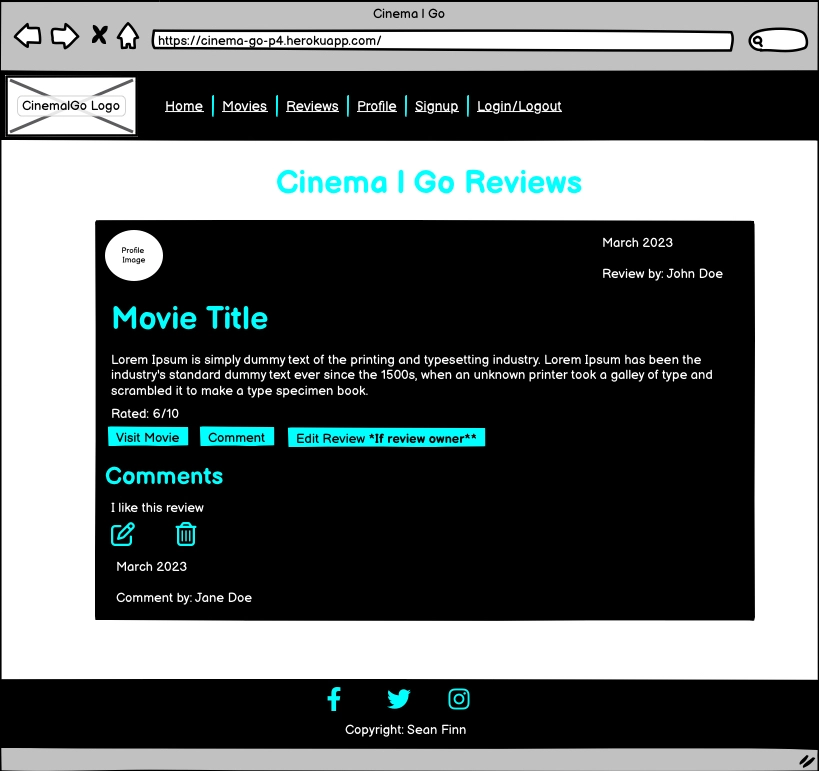 Cinema I Go
https://cinema-go-p4.herokuapp.com/
CinemaIGo Logo
Home
Movies
Reviews
Profile
Signup
Login/Logout
Cinema I Go Reviews
Profile
Image
March 2023
Review by: John Doe
Movie Title
Lorem Ipsum is simply dummy text of the printing and typesetting industry. Lorem Ipsum has been the
industry's standard dummy text ever since the 1500s, when an unknown printer took a galley of type and
scrambled it to make a type specimen book.
Rated: 6/10
Visit Movie
Comment
Edit Review *If review owner**
Comments
I like this review
March 2023
Comment by: Jane Doe
Copyright: Sean Finn